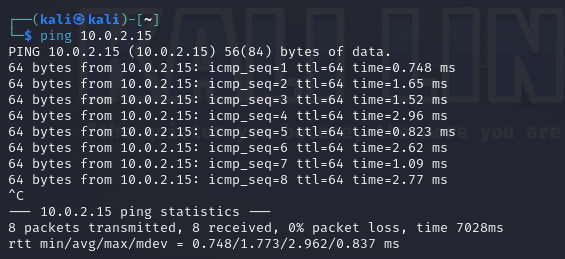 ┌──(kali㉿kali)-[~]
└─$ ping 10.0.2.15
PING 10.0.2.15 (10.0.2.15) 56(84) bytes of data.
64 bytes from 10.0.2.15: icmp_seq=1 ttl=64 time=0.748 ms
64 bytes from 10.0.2.15: icmp_seq=2 ttl=64 time=1.65 ms
64 bytes from 10.0.2.15: icmp_seq=3 ttl=64 time=1.52 ms
64 bytes from 10.0.2.15: icmp_seq=4 ttl=64 time=2.96 ms
64 bytes from 10.0.2.15: icmp_seq=5 ttl=64 time=0.823 ms
64 bytes from 10.0.2.15: icmp_seq=6 ttl=64 time=2.62 ms
64 bytes from 10.0.2.15: icmp_seq=7 ttl=64 time=1.09 ms
64 bytes from 10.0.2.15: icmp_seq=8 ttl=64 time=2.77 ms
^C
--- 10.0.2.15 ping statistics ---
8 packets transmitted, 8 received, 0% packet loss, time 7028ms
rtt min/avg/max/mdev = 0.748/1.773/2.962/0.837 ms